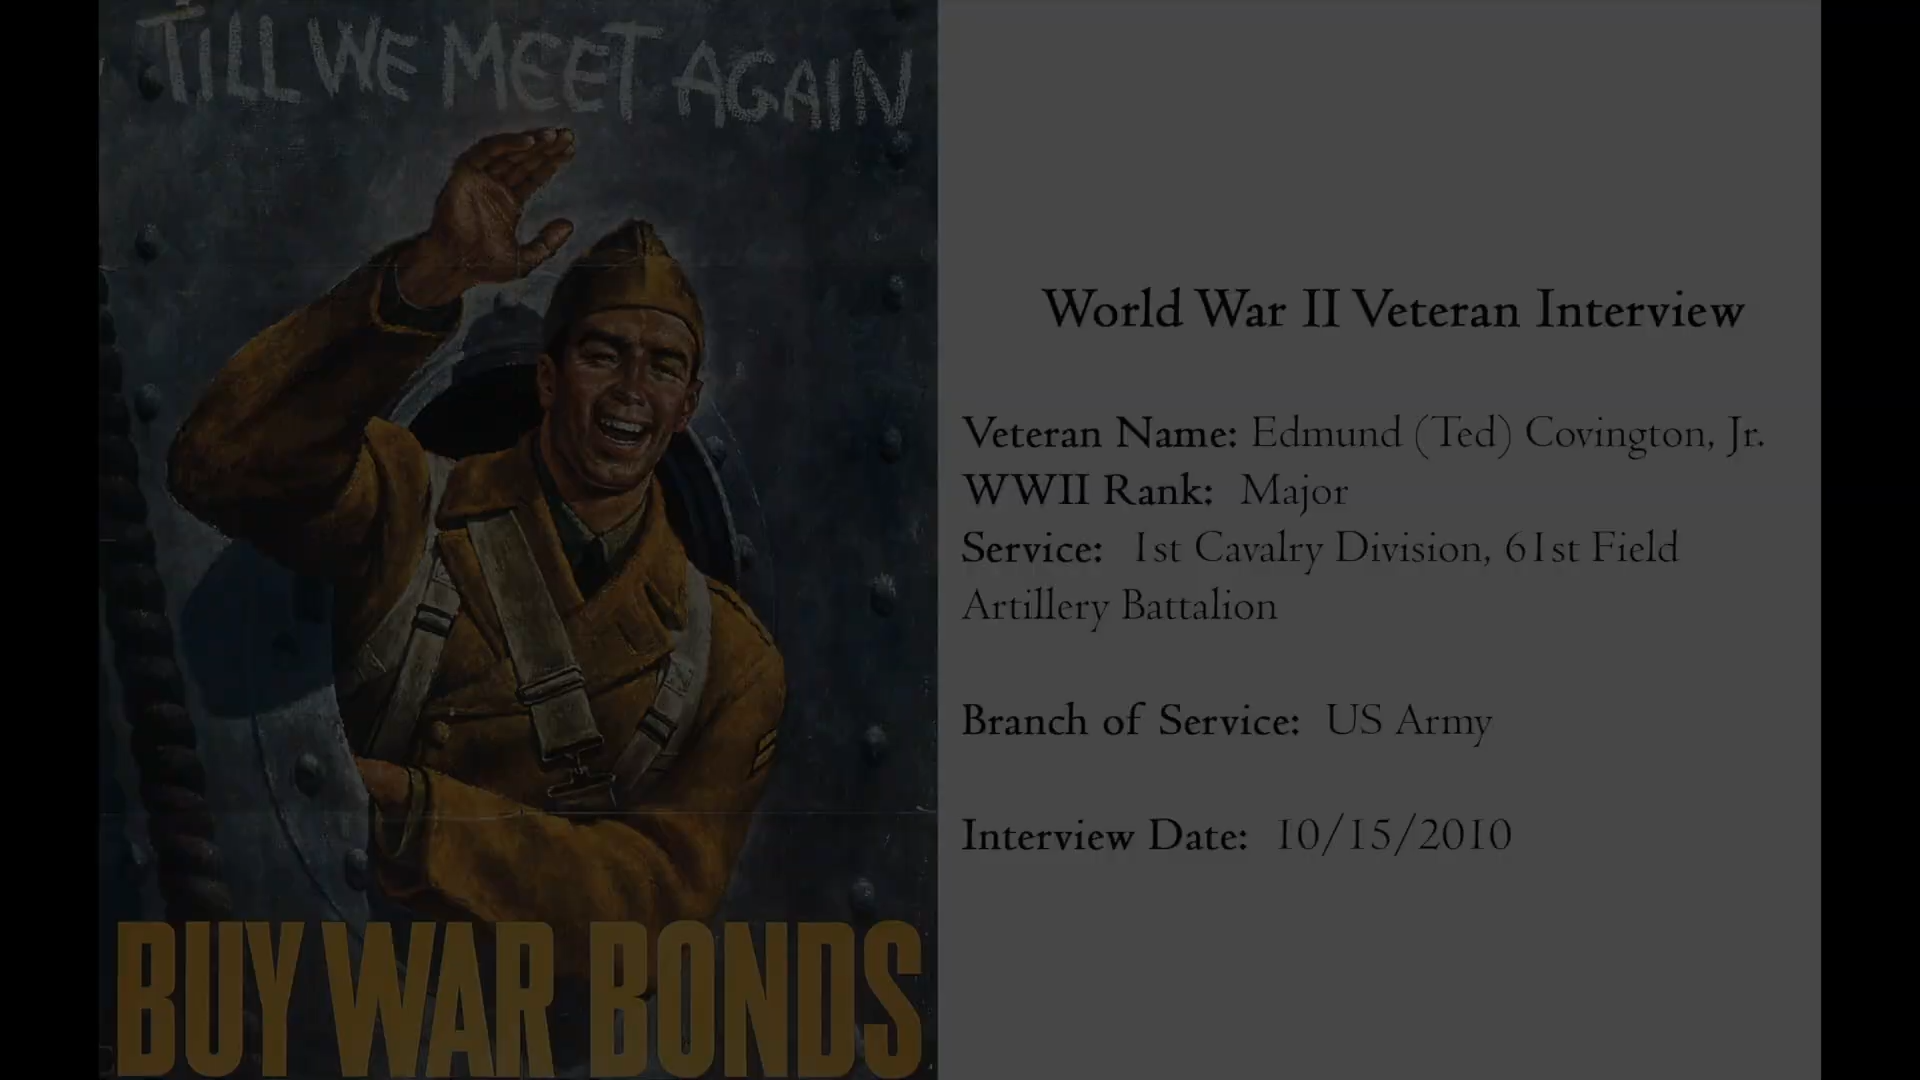 TILL WE MEET AGAIN
BUY WAR BONDS
World War II Veteran Interview
Veteran Name: Edmund (Ted) Covington, Jr.
WWII Rank: Major
Service: 1st Cavalry Division, 61st Field
Artillery Battalion
Branch of Service: US Army
Interview Date: 10/15/2010